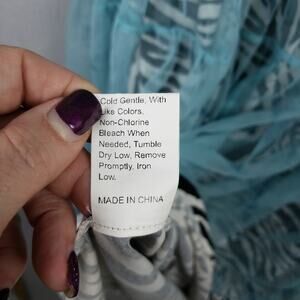 Cold Gentle, With
Like Colors.
Non-Chlorine
Bleach When
Needed, Tumble
Dry Low, Remove
Promptly, Iron
Low.
MADE IN CHINA